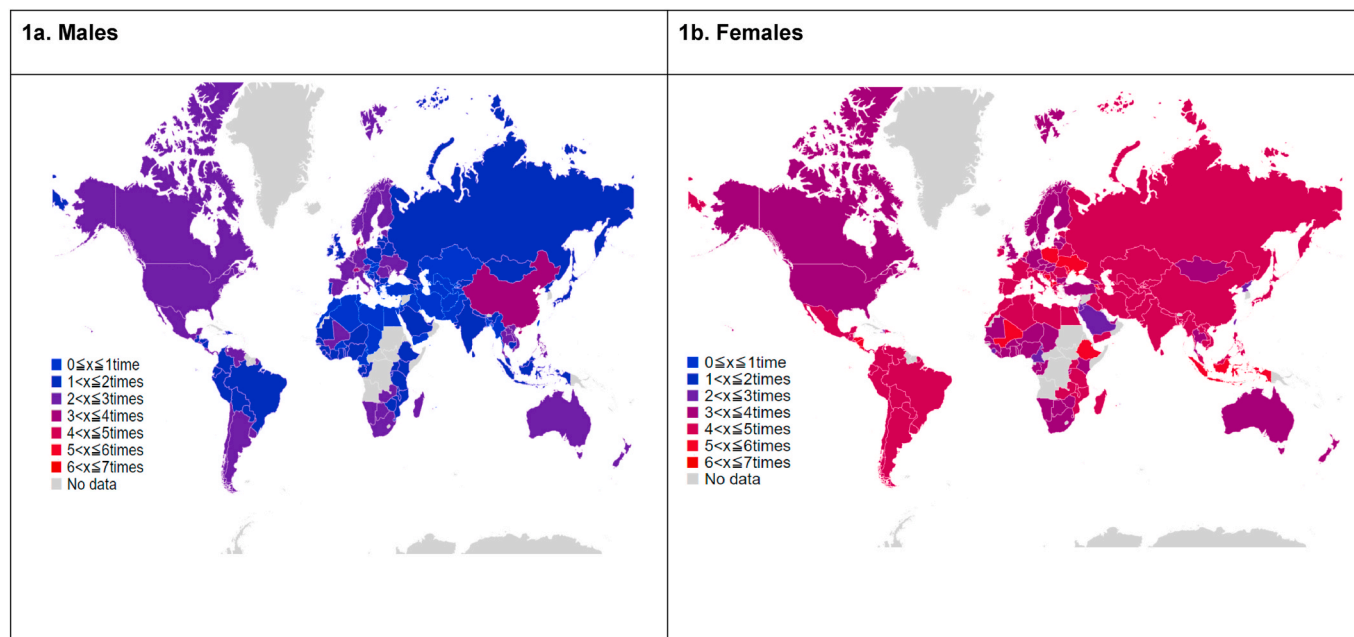 1a. Males
1b. Females
0≦x≦1time
1<x≦2times
2<x≦3times
3<x≦4times
4<x≦5times
5<x≦6times
6<x≦7times
No data
0≦x≦1time
1<x≦2times
2<x≦3times
3<x≦4times
4<x≦5times
5<x≦6times
6<x≦7times
No data